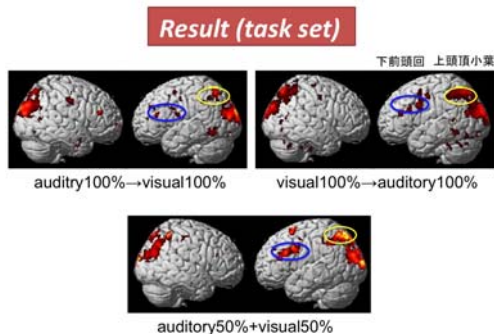 Result (task set)
下前頭回 上頭頂小葉
auditry100%→visual100%
visual100%→auditory100%
auditory50%+visual50%